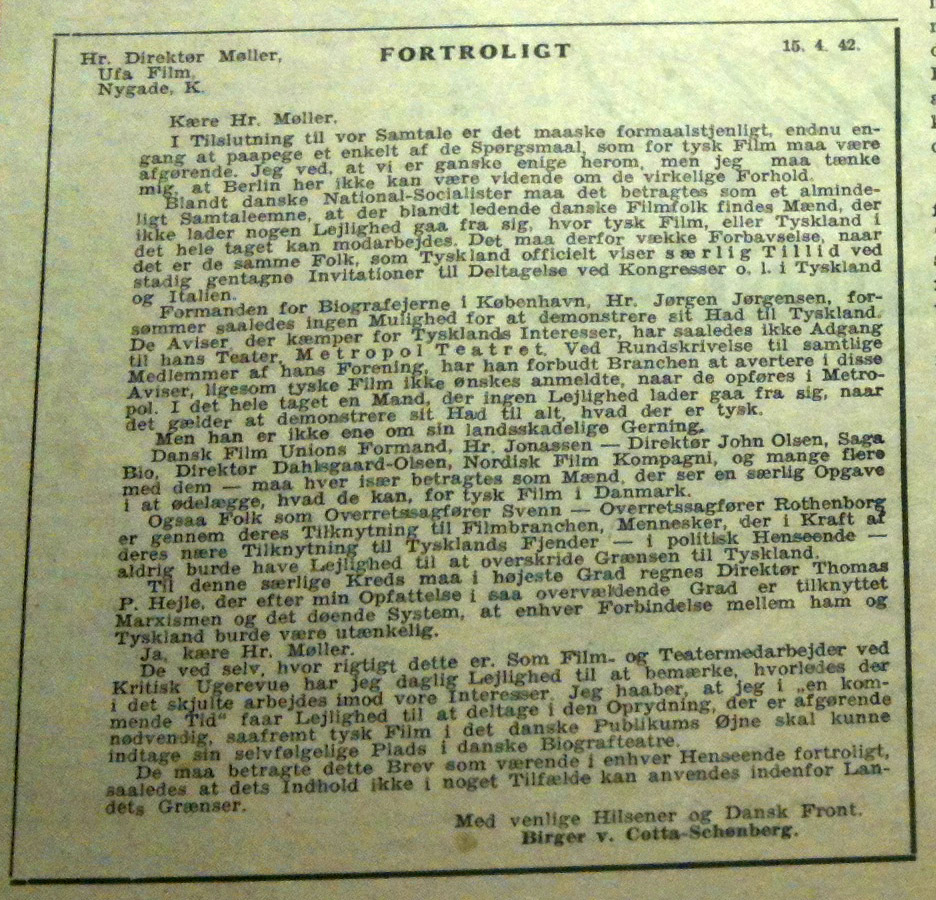 Hr. Direktør Møller,
Ufa Film,
Nygade, K.
FORTROLIGT
15. 4. 42.
Kære Hr. Møller.
I Tilslutning til vor Samtale er det maaske formaalstjenligt, endnu en-
gang at paapege et enkelt af de Spørgsmaal, som for tysk Film maa være
afgørende. Jeg ved, at vi er ganske enige herom, men jeg maa tænke
mig, at Berlin her ikke kan være vidende om de virkelige Forhold.
Blandt danske National-Socialister maa det betragtes som et alminde-
ligt Samtaleemne, at der blandt ledende danske Filmfolk findes Mænd, der
ikke lader nogen Lejlighed gaa fra sig, hvor tysk Film, eller Tyskland i
det hele taget kan modarbejdes. Det maa derfor vække Forbavselse, naar
det er de samme Folk, som Tyskland officielt viser særlig Tillid ved
stadig gentagne Invitationer til Deltagelse ved Kongresser o. l. i Tyskland
og Italien.
Formanden for Biografejerne i København, Hr. Jørgen Jørgensen, for-
sømmer saaledes ingen Mulighed for at demonstrere sit Had til Tyskland.
De Aviser, der kæmper for Tysklands Interesser, har saaledes ikke Adgang
til hans Teater, Metropol Teatret. Ved Rundskrivelse til samtlige
Medlemmer af hans Forening, har han forbudt Branchen at avertere i disse
Aviser, ligesom tyske Film ikke ønskes anmeldte, naar de opføres i Metro-
pol. I det hele taget en Mand, der ingen Lejlighed lader gaa fra sig, naar
det gælder at demonstrere sit Had til alt, hvad der er tysk.
Men han er ikke ene om sin landsskadelige Gerning.
Dansk Film Unions Formand, Hr. Jonassen — Direktør John Olsen, Saga
Bio, Direktør Dahlsgaard-Olsen, Nordisk Film Kompagni, og mange flere
med dem — maa hver især betragtes som Mænd, der ser en særlig Opgave
i at ødelægge, hvad de kan, for tysk Film i Danmark.
Ogsaa Folk som Overretssagfører Svenn — Overretssagfører Rothenborg
er gennem deres Tilknytning til Filmbranchen, Mennesker, der i Kraft af
deres nære Tilknytning til Tysklands Fjender — i politisk Henseende —
aldrig burde have Lejlighed til at overskride Grænsen til Tyskland.
Til denne særlige Kreds maa i højeste Grad regnes Direktør Thomas
P. Hejle, der efter min Opfattelse i saa overvældende Grad er tilknyttet
Marxismen og det døende System, at enhver Forbindelse mellem ham og
Tyskland burde være utænkelig.
Ja, kære Hr. Møller.
De ved selv, hvor rigtigt dette er. Som Film- og Teatermedarbejder ved
Kritisk Ugerevue har jeg daglig Lejlighed til at bemærke, hvorledes der
i det skjulte arbejdes imod vore Interesser. Jeg haaber, at jeg i „en kom-
mende Tid" faar Lejlighed til at deltage i den Oprydning, der er afgørende
nødvendig, saafremt tysk Film i det danske Publikums Øjne skal kunne
indtage sin selvfølgelige Plads i danske Biografteatre.
De maa betragte dette Brev som værende i enhver Henseende fortroligt,
saaledes at dets Indhold ikke i noget Tilfælde kan anvendes indenfor Lan-
dets Grænser.
Med venlige Hilsener og Dansk Front.
Birger v. Cotta-Schønberg.